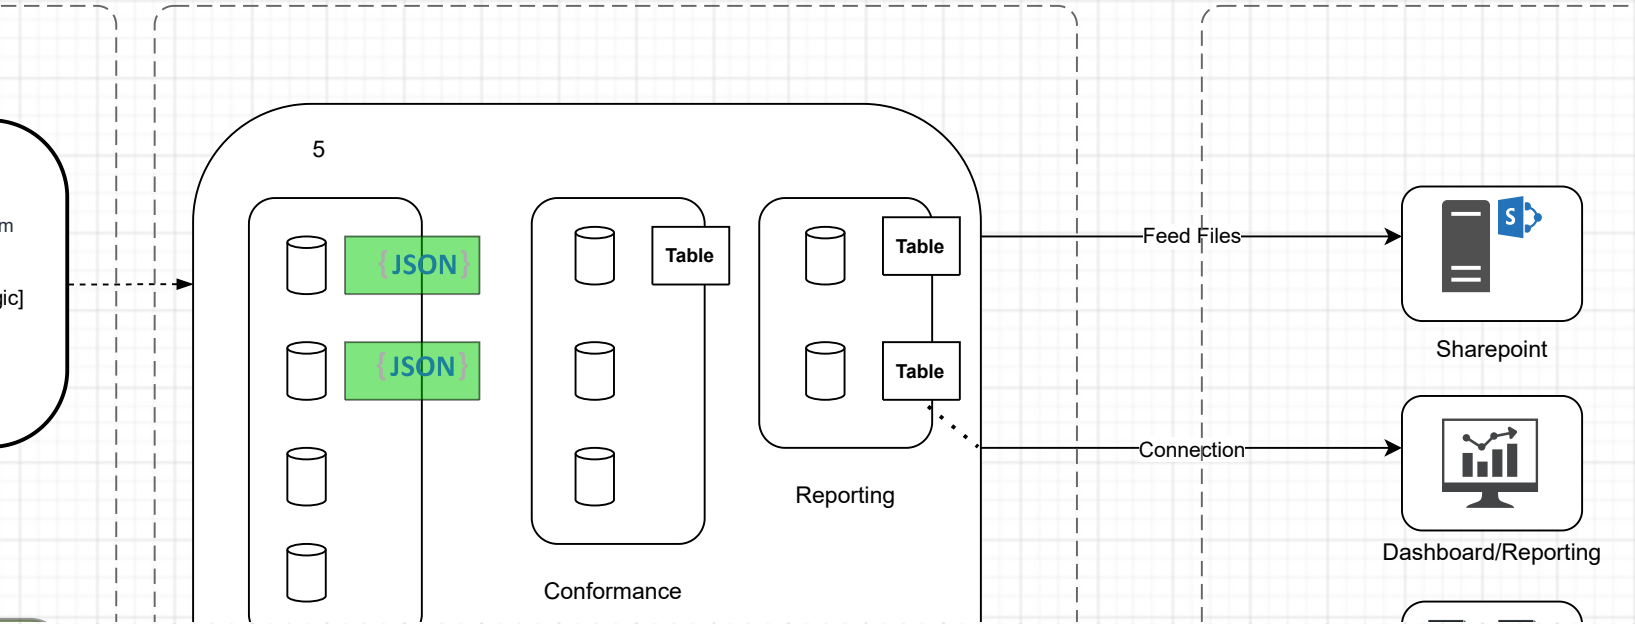 5
m
gic]
{JSON}
{JSON}
Table
Table
Table
Reporting
Conformance
Feed Files
Connection
S
Sharepoint
Dashboard/Reporting